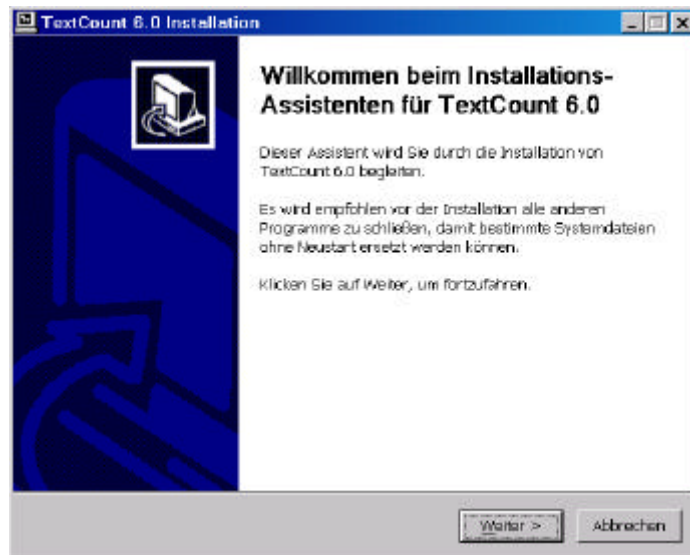 TextCount 6.0 Installation
Willkommen beim Installations-
Assistenten für TextCount 6.0
Dieser Assistent wird Sie durch die Installation von
TextCount 6.0 begleiten.
Es wird empfohlen vor der Installation alle anderen
Programme zu schließen, damit bestimmte Systemdateien
ohne Neustart ersetzt werden können.
Klicken Sie auf Weiter, um fortzufahren.
Weiter >
Abbrechen